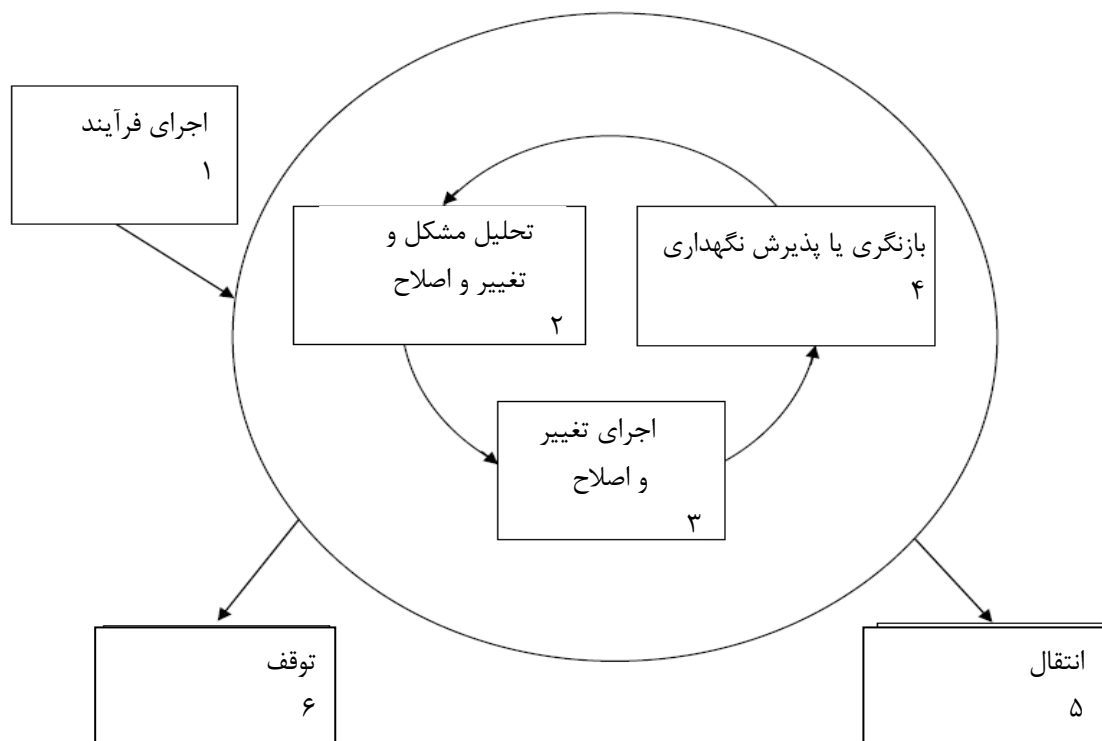 اجرای فرآیند
۱
تحلیل مشکل و
تغییر و اصلاح
۲
اجرای تغییر
و اصلاح
۳
بازنگری یا پذیرش نگهداری
۴
انتقال
۵
توقف
۶